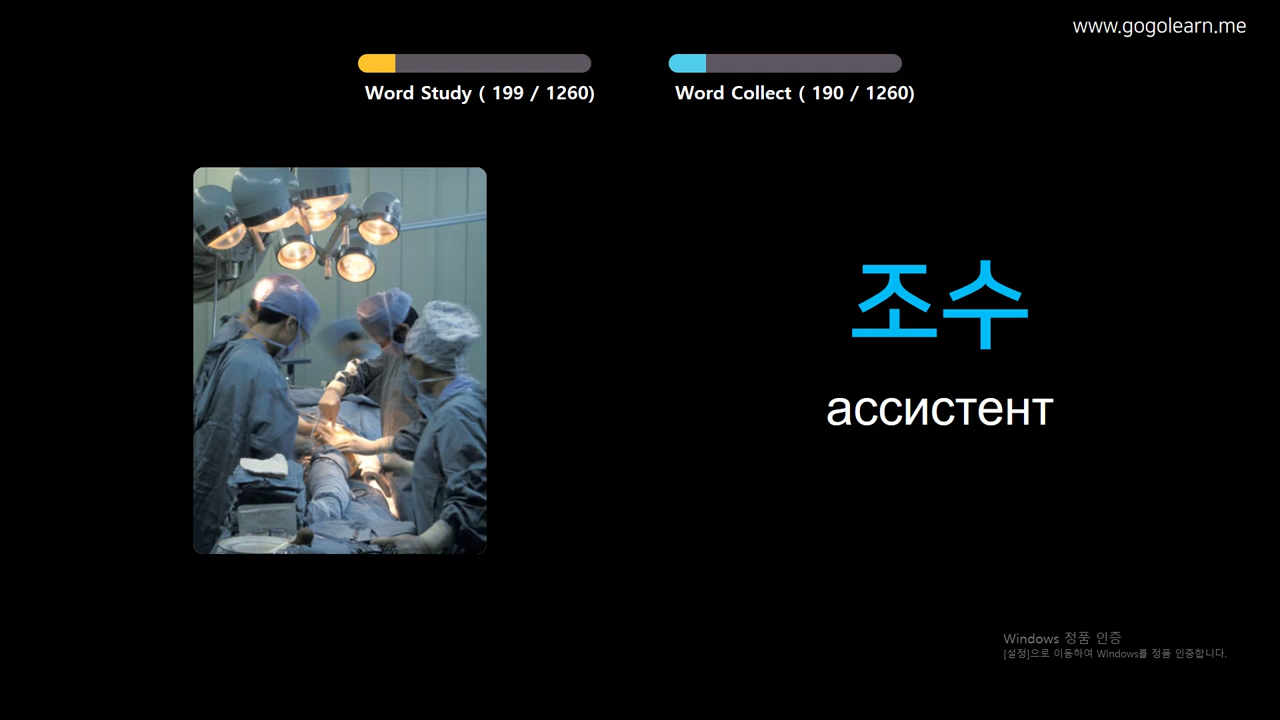 www.gogolearn.me
Word Study ( 199 / 1260)
Word Collect ( 190 / 1260)
조수
ассистент
Windows 정품 인증
[설정]으로 이동하여 Windows를 정품 인증합니다.